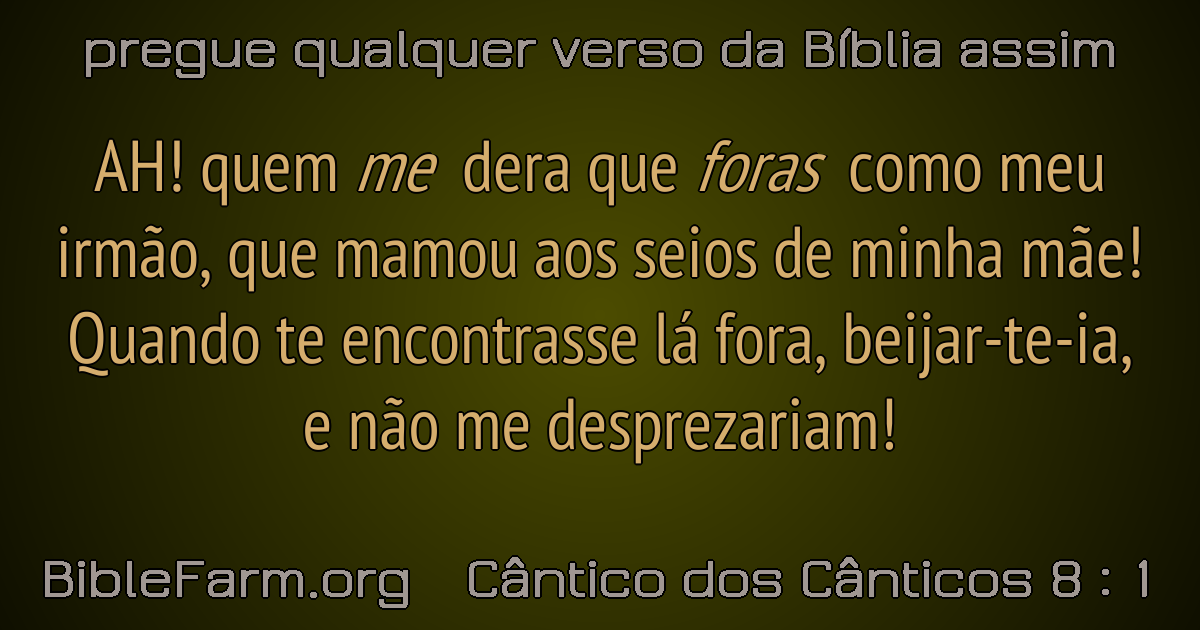 pregue qualquer verso da Bíblia assim
AH! quem me dera que foras como meu
irmão, que mamou aos seios de minha mãe!
Quando te encontrasse lá fora, beijar-te-ia,
e não me desprezariam!
BibleFarm.org Cântico dos Cânticos 8 : 1